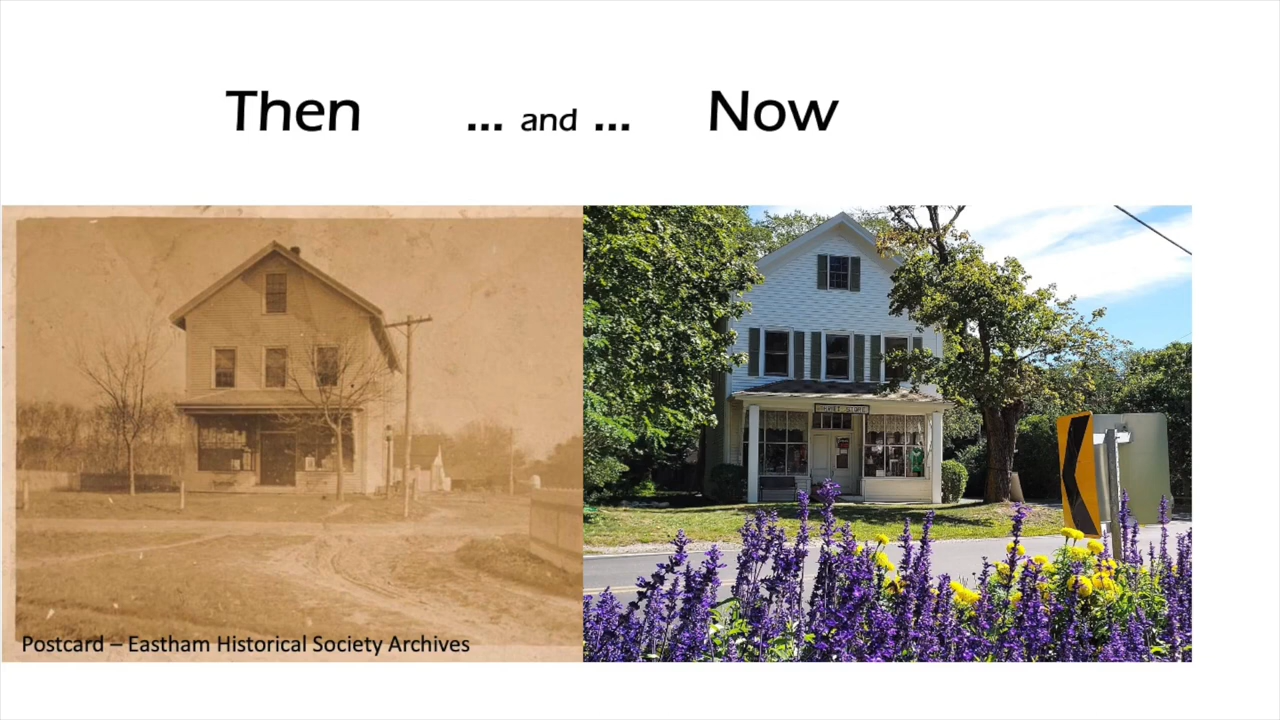 Then ... and ... Now
Postcard – Eastham Historical Society Archives